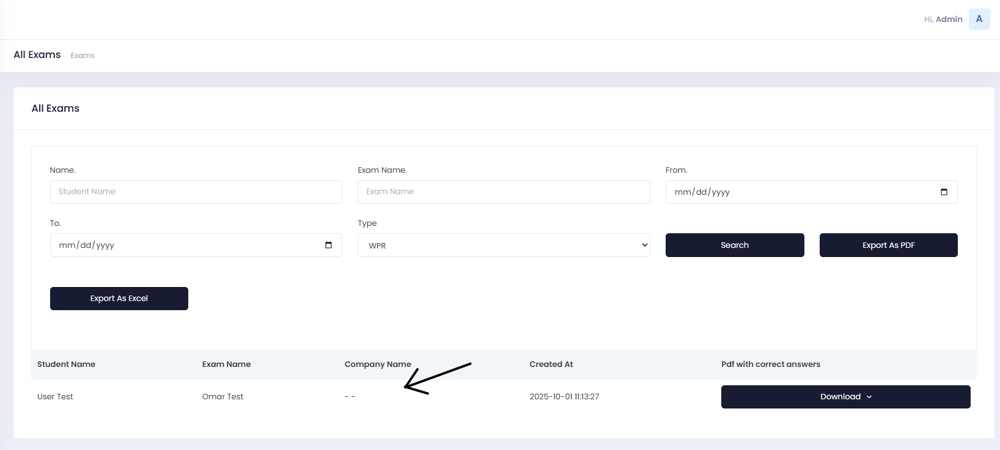 Hi, Admin A
All Exams Exams
All Exams
Name. Exam Name. From.
Student Name Exam Name mm/dd/yyyy
To. Type
mm/dd/yyyy WPR Search Export As PDF
Export As Excel
Student Name Exam Name Company Name Created At Pdf with correct answers
User Test Omar Test - - 2025-10-01 11:13:27 Download